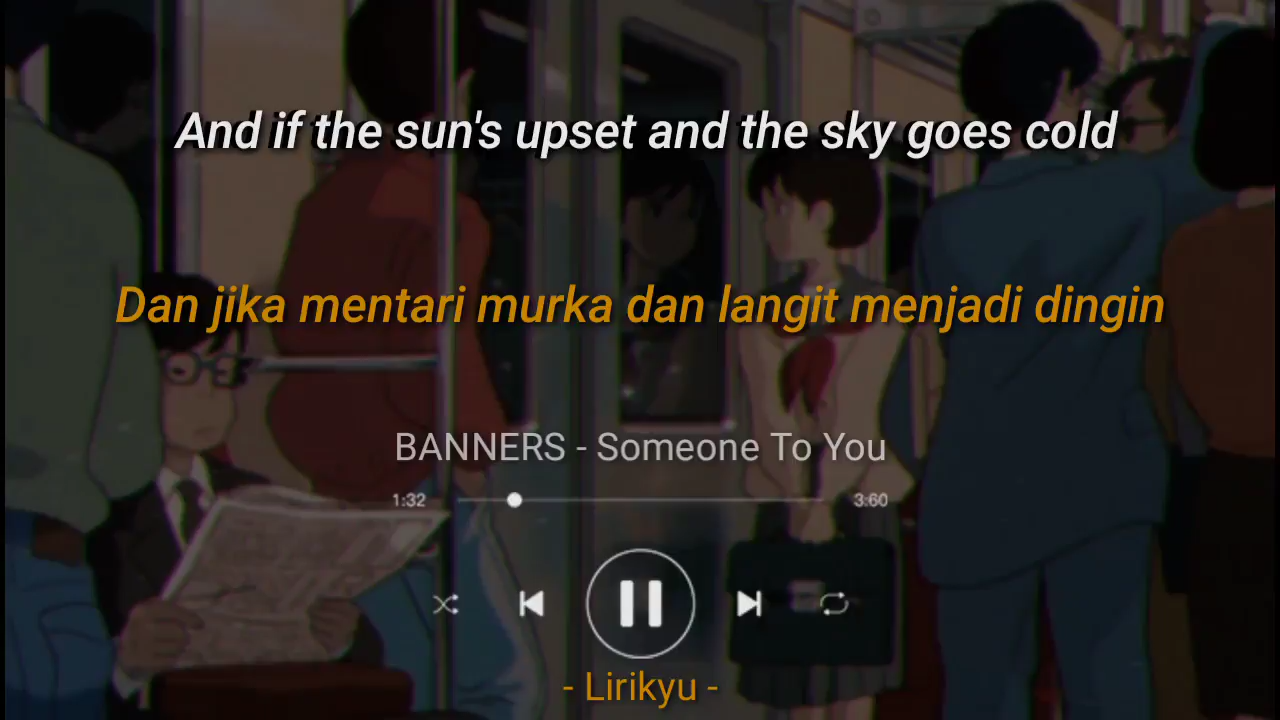 And if the sun's upset and the sky goes cold
Dan jika mentari murka dan langit menjadi dingin
BANNERS - Someone To You
1:32 3:60
- Lirikyu -